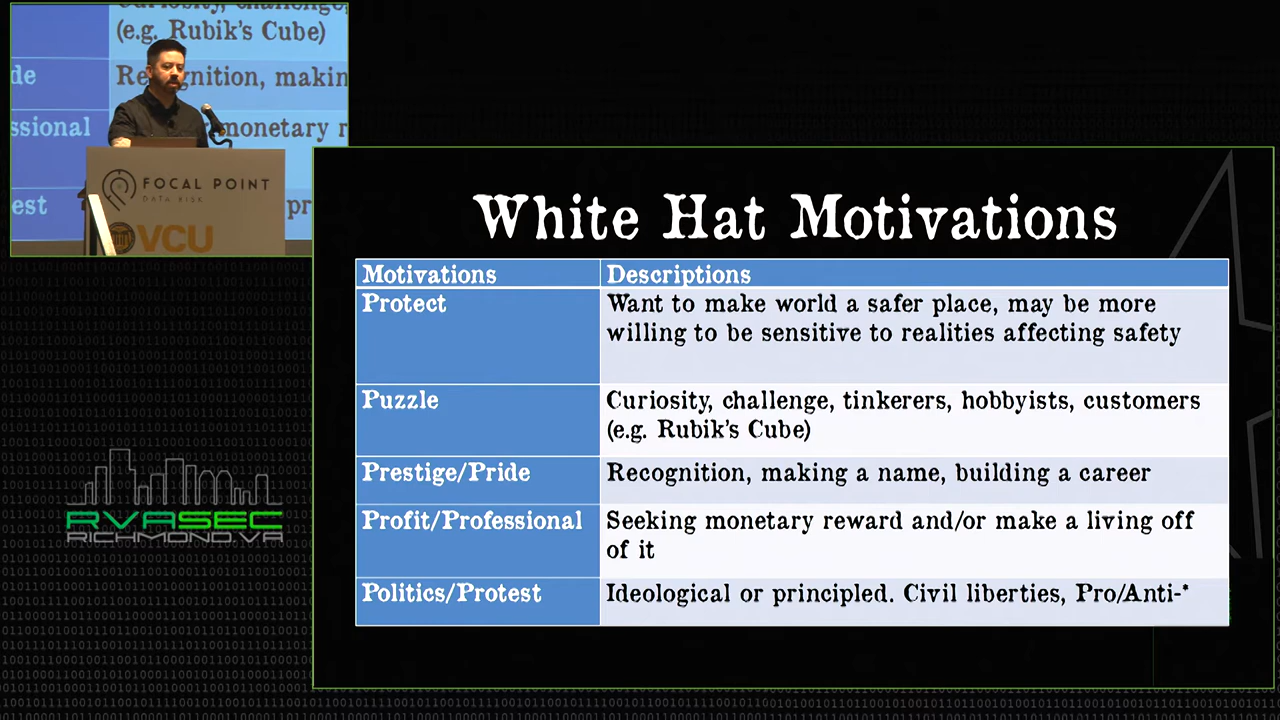 (e.g. Rubik's Cube)
de
Re gnition, makin
ssional
monetary r
est
pr
FOCAL POINT
DATA RISK
VCU
White Hat Motivations
Motivations
Descriptions
Protect
Want to make world a safer place, may be more
willing to be sensitive to realities affecting safety
Puzzle
Curiosity, challenge, tinkerers, hobbyists, customers
(e.g. Rubik's Cube)
Prestige/Pride
Recognition, making a name, building a career
Profit/Professional
Seeking monetary reward and/or make a living off
of it
Politics/Protest
Ideological or principled. Civil liberties, Pro/Anti-*
RVASEC
RICHMOND VA